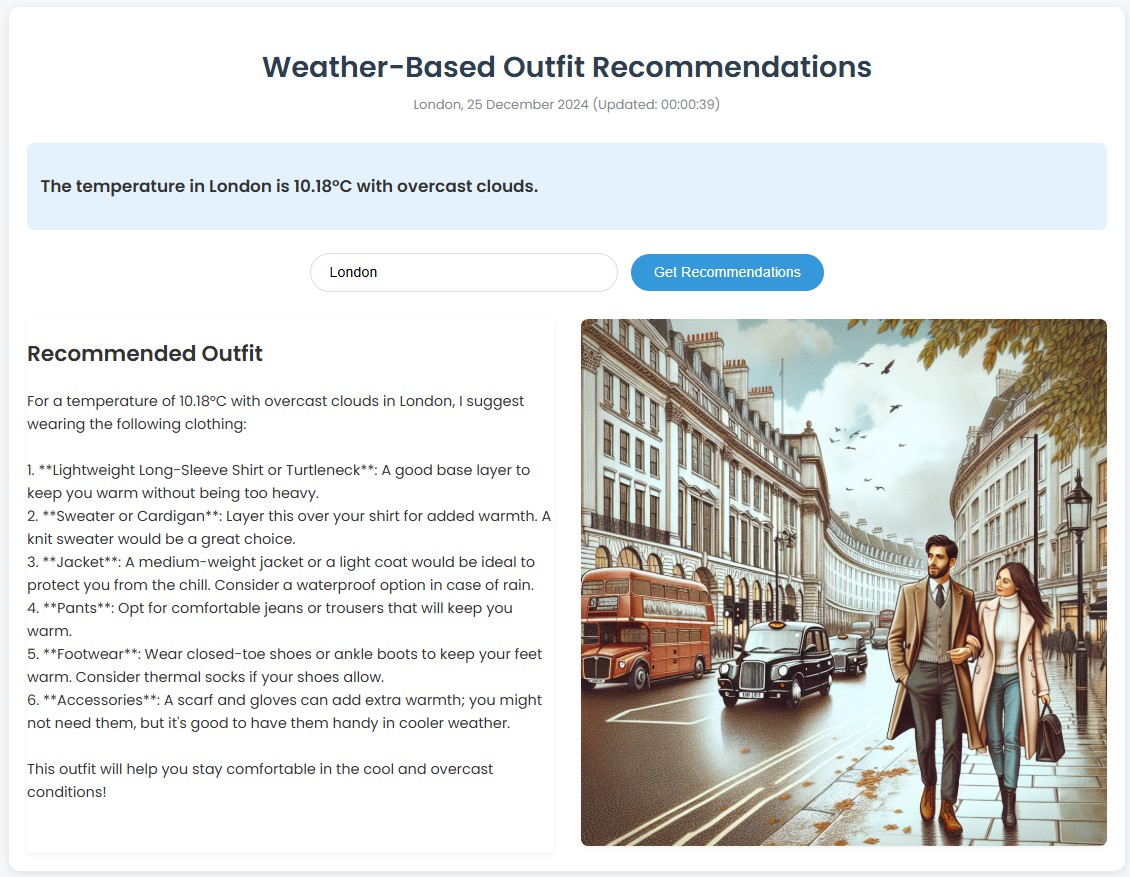 Weather-Based Outfit Recommendations
London, 25 December 2024 (Updated: 00:00:39)
The temperature in London is 10.18°C with overcast clouds.
London
Get Recommendations
Recommended Outfit
For a temperature of 10.18°C with overcast clouds in London, I suggest
wearing the following clothing:
1. **Lightweight Long-Sleeve Shirt or Turtleneck**: A good base layer to
keep you warm without being too heavy.
2. **Sweater or Cardigan**: Layer this over your shirt for added warmth. A
knit sweater would be a great choice.
3. **Jacket**: A medium-weight jacket or a light coat would be ideal to
protect you from the chill. Consider a waterproof option in case of rain.
4. **Pants**: Opt for comfortable jeans or trousers that will keep you
warm.
5. **Footwear**: Wear closed-toe shoes or ankle boots to keep your feet
warm. Consider thermal socks if your shoes allow.
6. **Accessories**: A scarf and gloves can add extra warmth; you might
not need them, but it's good to have them handy in cooler weather.
This outfit will help you stay comfortable in the cool and overcast
conditions!